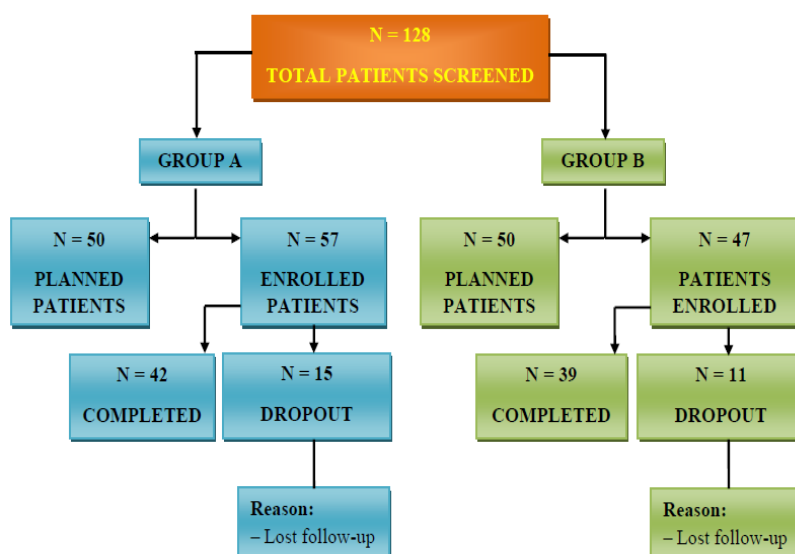 N = 128
TOTAL PATIENTS SCREENED
GROUP A
GROUP B
N = 50
PLANNED
PATIENTS
N = 57
ENROLLED
PATIENTS
N = 50
PLANNED
PATIENTS
N = 47
PATIENTS
ENROLLED
N = 42
COMPLETED
N = 15
DROPOUT
N = 39
COMPLETED
N = 11
DROPOUT
Reason:
– Lost follow-up
Reason:
– Lost follow-up